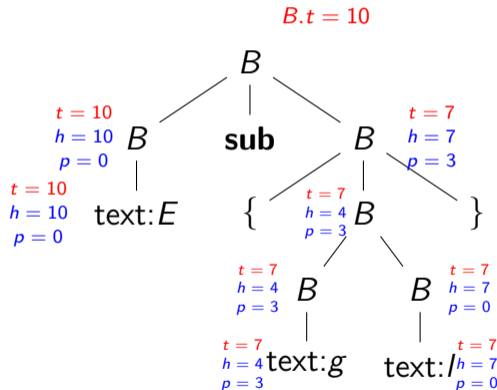 B.t = 10
B
t = 10
h = 10
p = 0
B
sub
B
t = 7
h = 7
p = 3
t = 10
h = 10
p = 0
text:E
{
t = 7
h = 4
p = 3
B
}
t = 7
h = 4
p = 3
B
B
t = 7
h = 7
p = 0
t = 7
h = 4
p = 3
text:g
text:l
t = 7
h = 7
p = 0